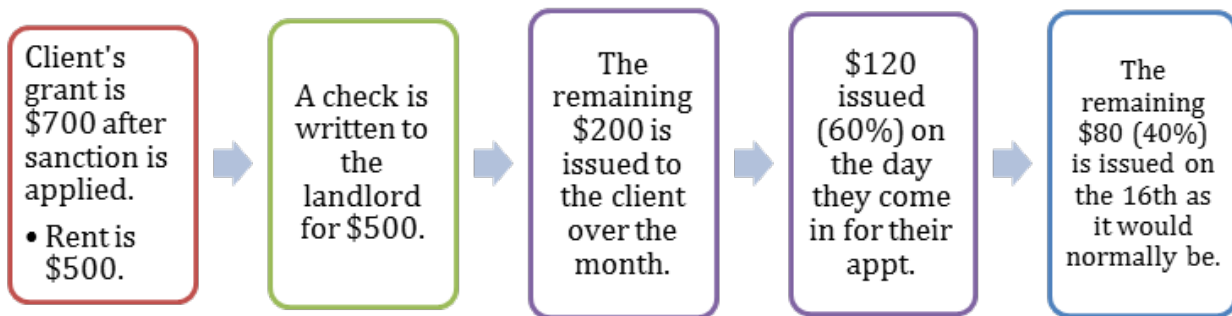 Client's
grant is
$700 after
sanction is
applied.
• Rent is
$500.
A check is
written to
the
landlord
for $500.
The
remaining
$200 is
issued to
the client
over the
month.
$120
issued
(60%) on
the day
they come
in for their
appt.
The
remaining
$80 (40%)
is issued on
the 16th as
it would
normally be.